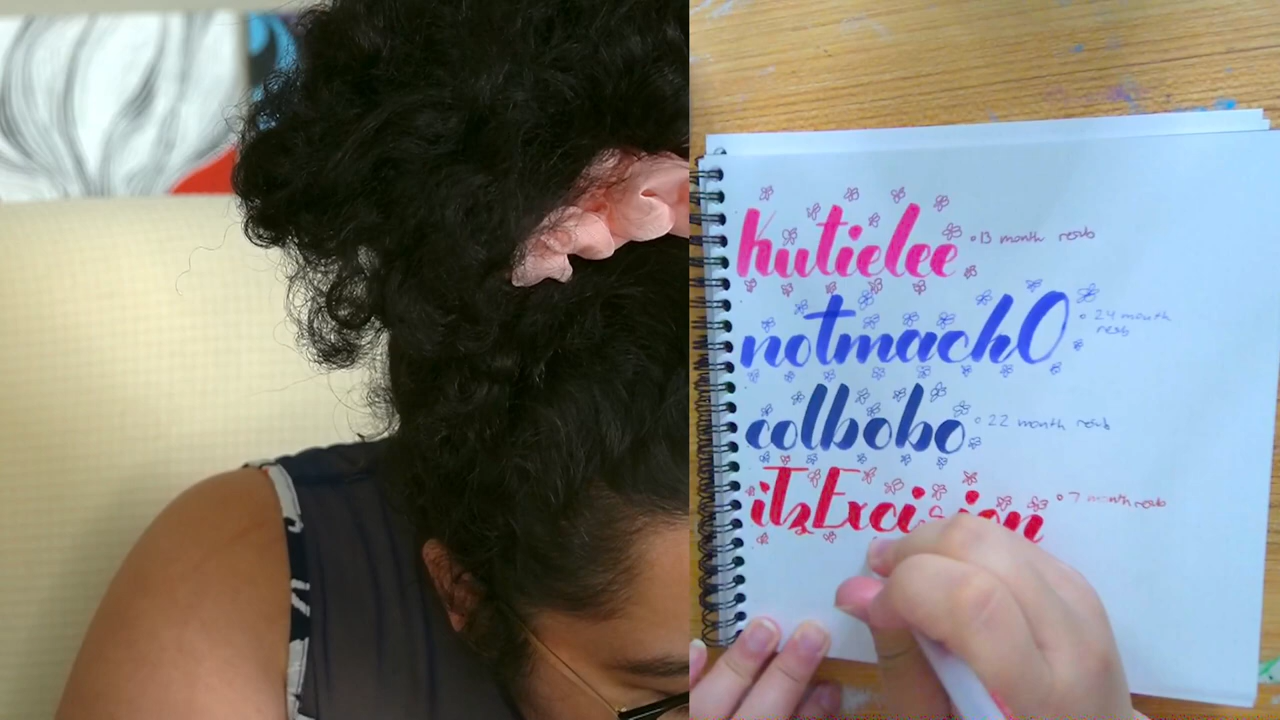 kutielee • 13 month resub
notmach0 • 24 month
resub
colbobo • 22 month resub
itzExcision • 7 month resub